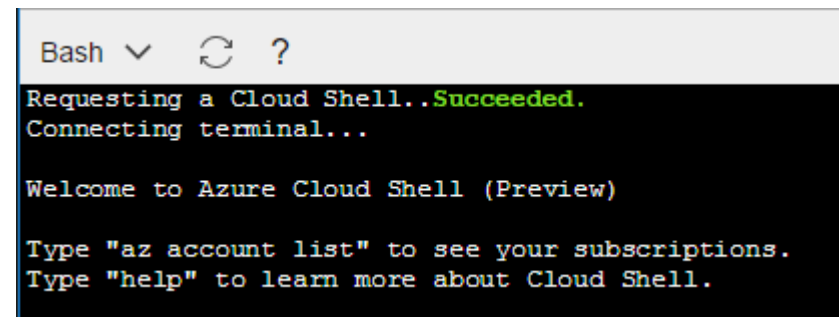 Bash ?
Requesting a Cloud Shell..Succeeded.
Connecting terminal...
Welcome to Azure Cloud Shell (Preview)
Type "az account list" to see your subscriptions.
Type "help" to learn more about Cloud Shell.